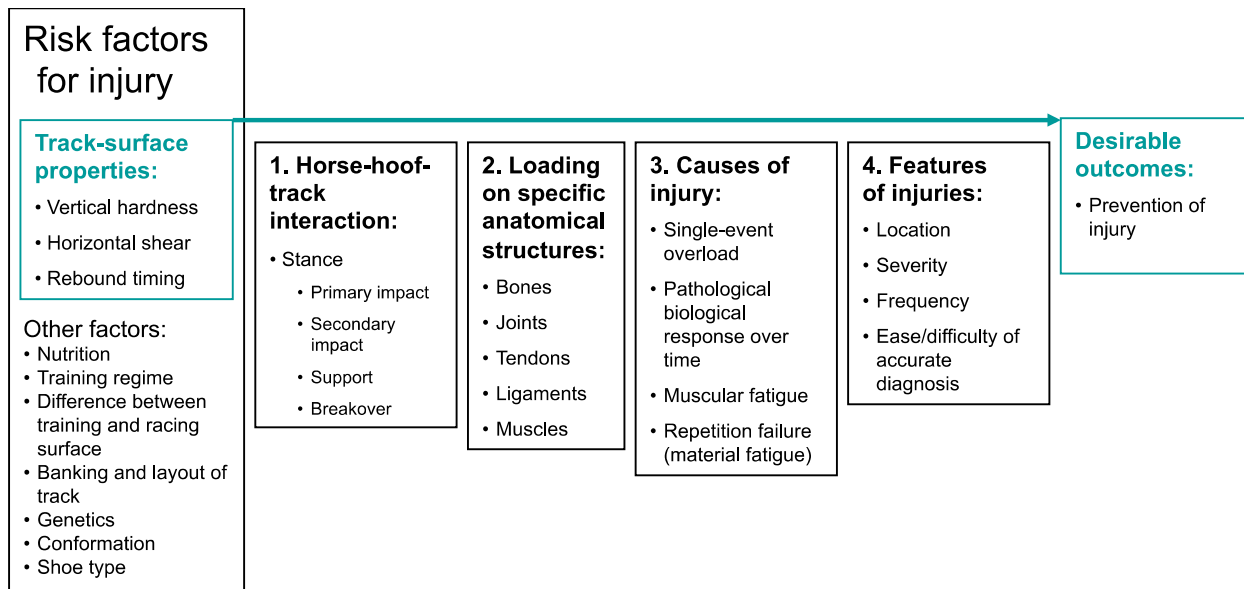 Risk factors
for injury
Track-surface
properties:
• Vertical hardness
• Horizontal shear
• Rebound timing
Other factors:
• Nutrition
• Training regime
• Difference between
training and racing
surface
• Banking and layout of
track
• Genetics
• Conformation
• Shoe type
1. Horse-hoof-
track
interaction:
• Stance
• Primary impact
• Secondary
impact
• Support
• Breakover
2. Loading
on specific
anatomical
structures:
• Bones
• Joints
• Tendons
• Ligaments
• Muscles
3. Causes of
injury:
• Single-event
overload
• Pathological
biological
response over
time
• Muscular fatigue
• Repetition failure
(material fatigue)
4. Features
of injuries:
• Location
• Severity
• Frequency
• Ease/difficulty of
accurate
diagnosis
Desirable
outcomes:
• Prevention of
injury